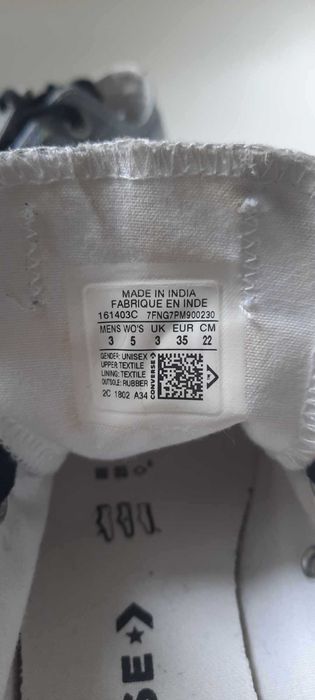 MADE IN INDIA
FABRIQUE EN INDE
161403C 7FNG7PM900230
MENS WO'S UK EUR CM
3 5 3 35 22
GENDER: UNISEX
UPPER:TEXTILE
LINING: TEXTILE
OUTSOLE: RUBBER
2C 1802 A34
CONVERSE
SE